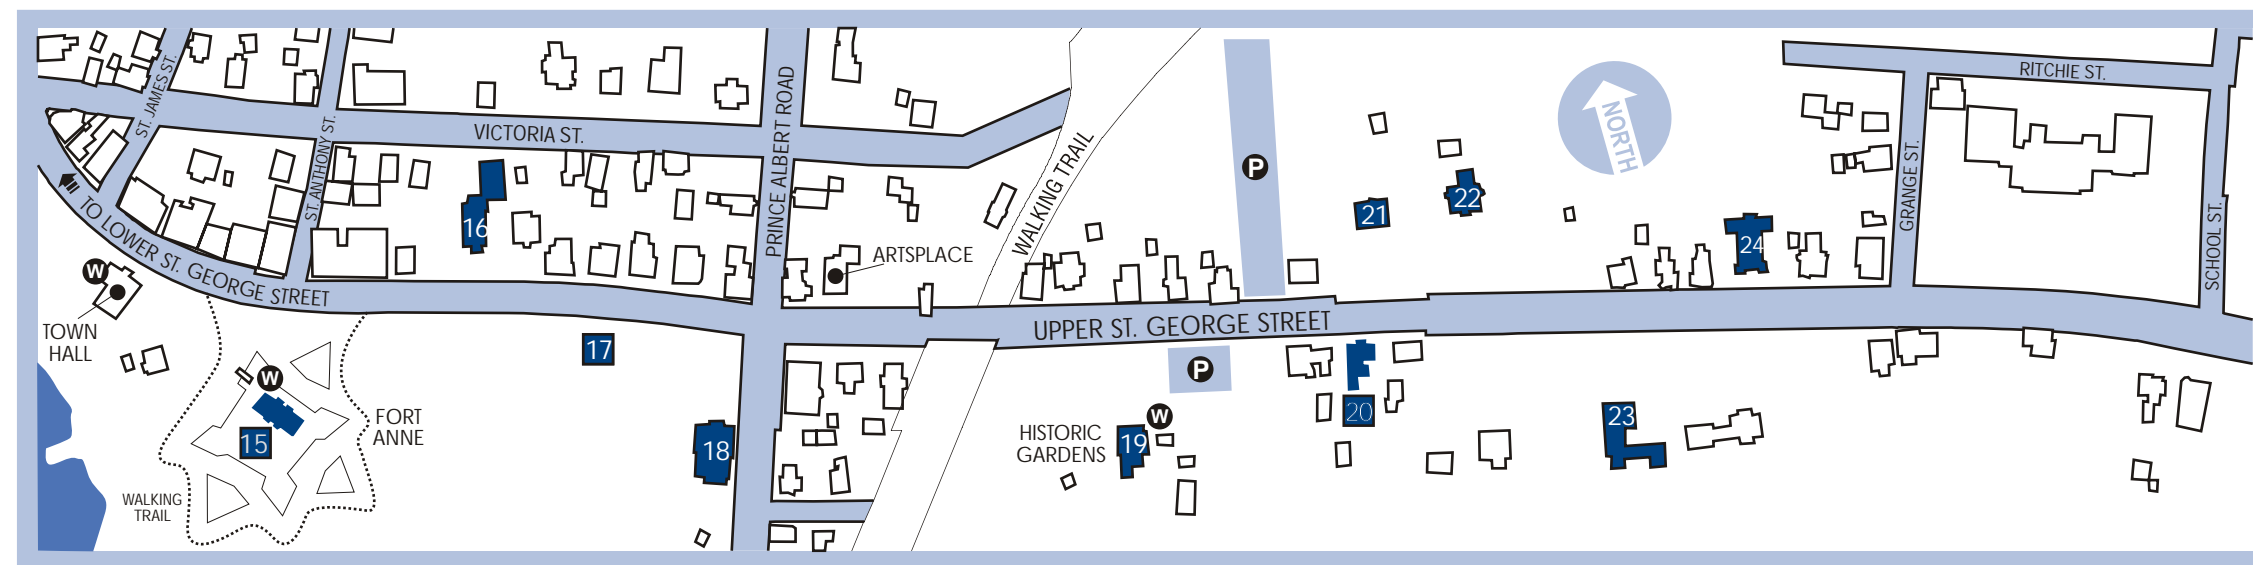 ST. JAMES ST.
ST. ANTHONY ST.
VICTORIA ST.
PRINCE ALBERT ROAD
WALKING TRAIL
P
NORTH
RITCHIE ST.
GRANGE ST.
SCHOOL ST.
16
21
22
24
ARTSPLACE
TO LOWER ST. GEORGE STREET
W
TOWN
HALL
UPPER ST. GEORGE STREET
17
P
W
FORT
ANNE
15
WALKING
TRAIL
18
HISTORIC
GARDENS
19
W
20
23